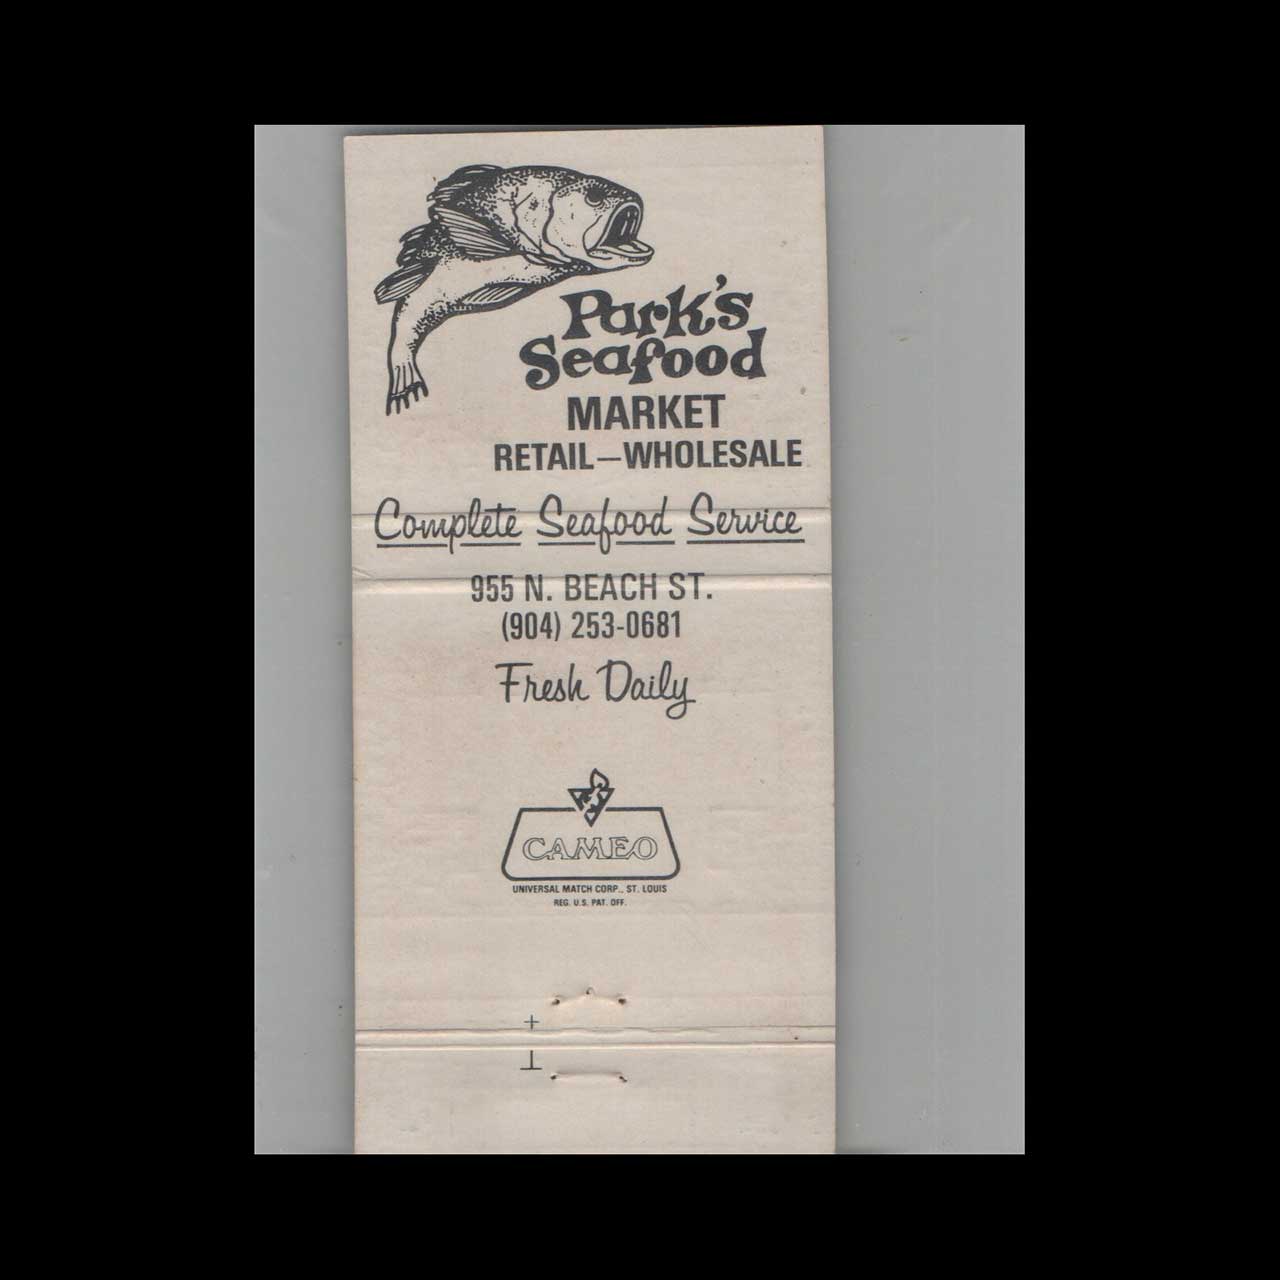 Park's
Seafood
MARKET
RETAIL—WHOLESALE
Complete Seafood Service
955 N. BEACH ST.
(904) 253-0681
Fresh Daily
CAMEO
UNIVERSAL MATCH CORP., ST. LOUIS
REG. U.S. PAT. OFF.